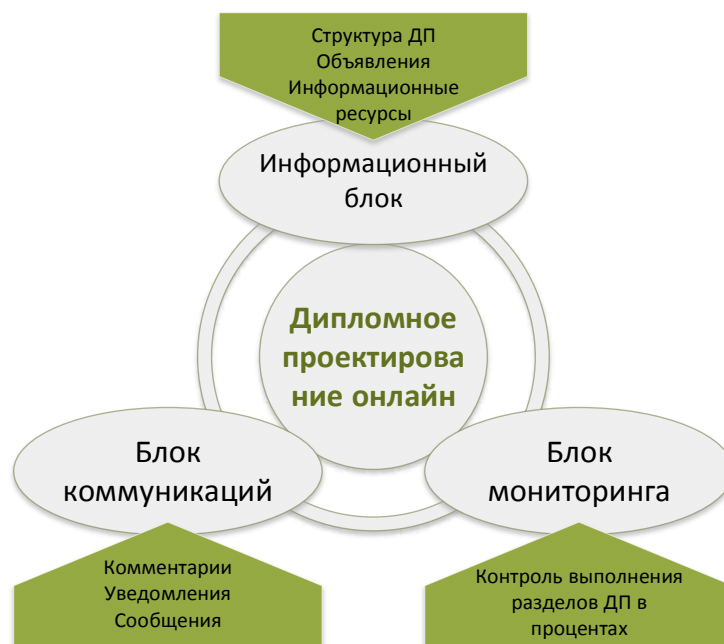 Структура ДП
Объявления
Информационные
ресурсы
Информационный
блок
Дипломное
проектирова
ние онлайн
Блок
коммуникаций
Блок
мониторинга
Комментарии
Уведомления
Сообщения
Контроль выполнения
разделов ДП в
процентах